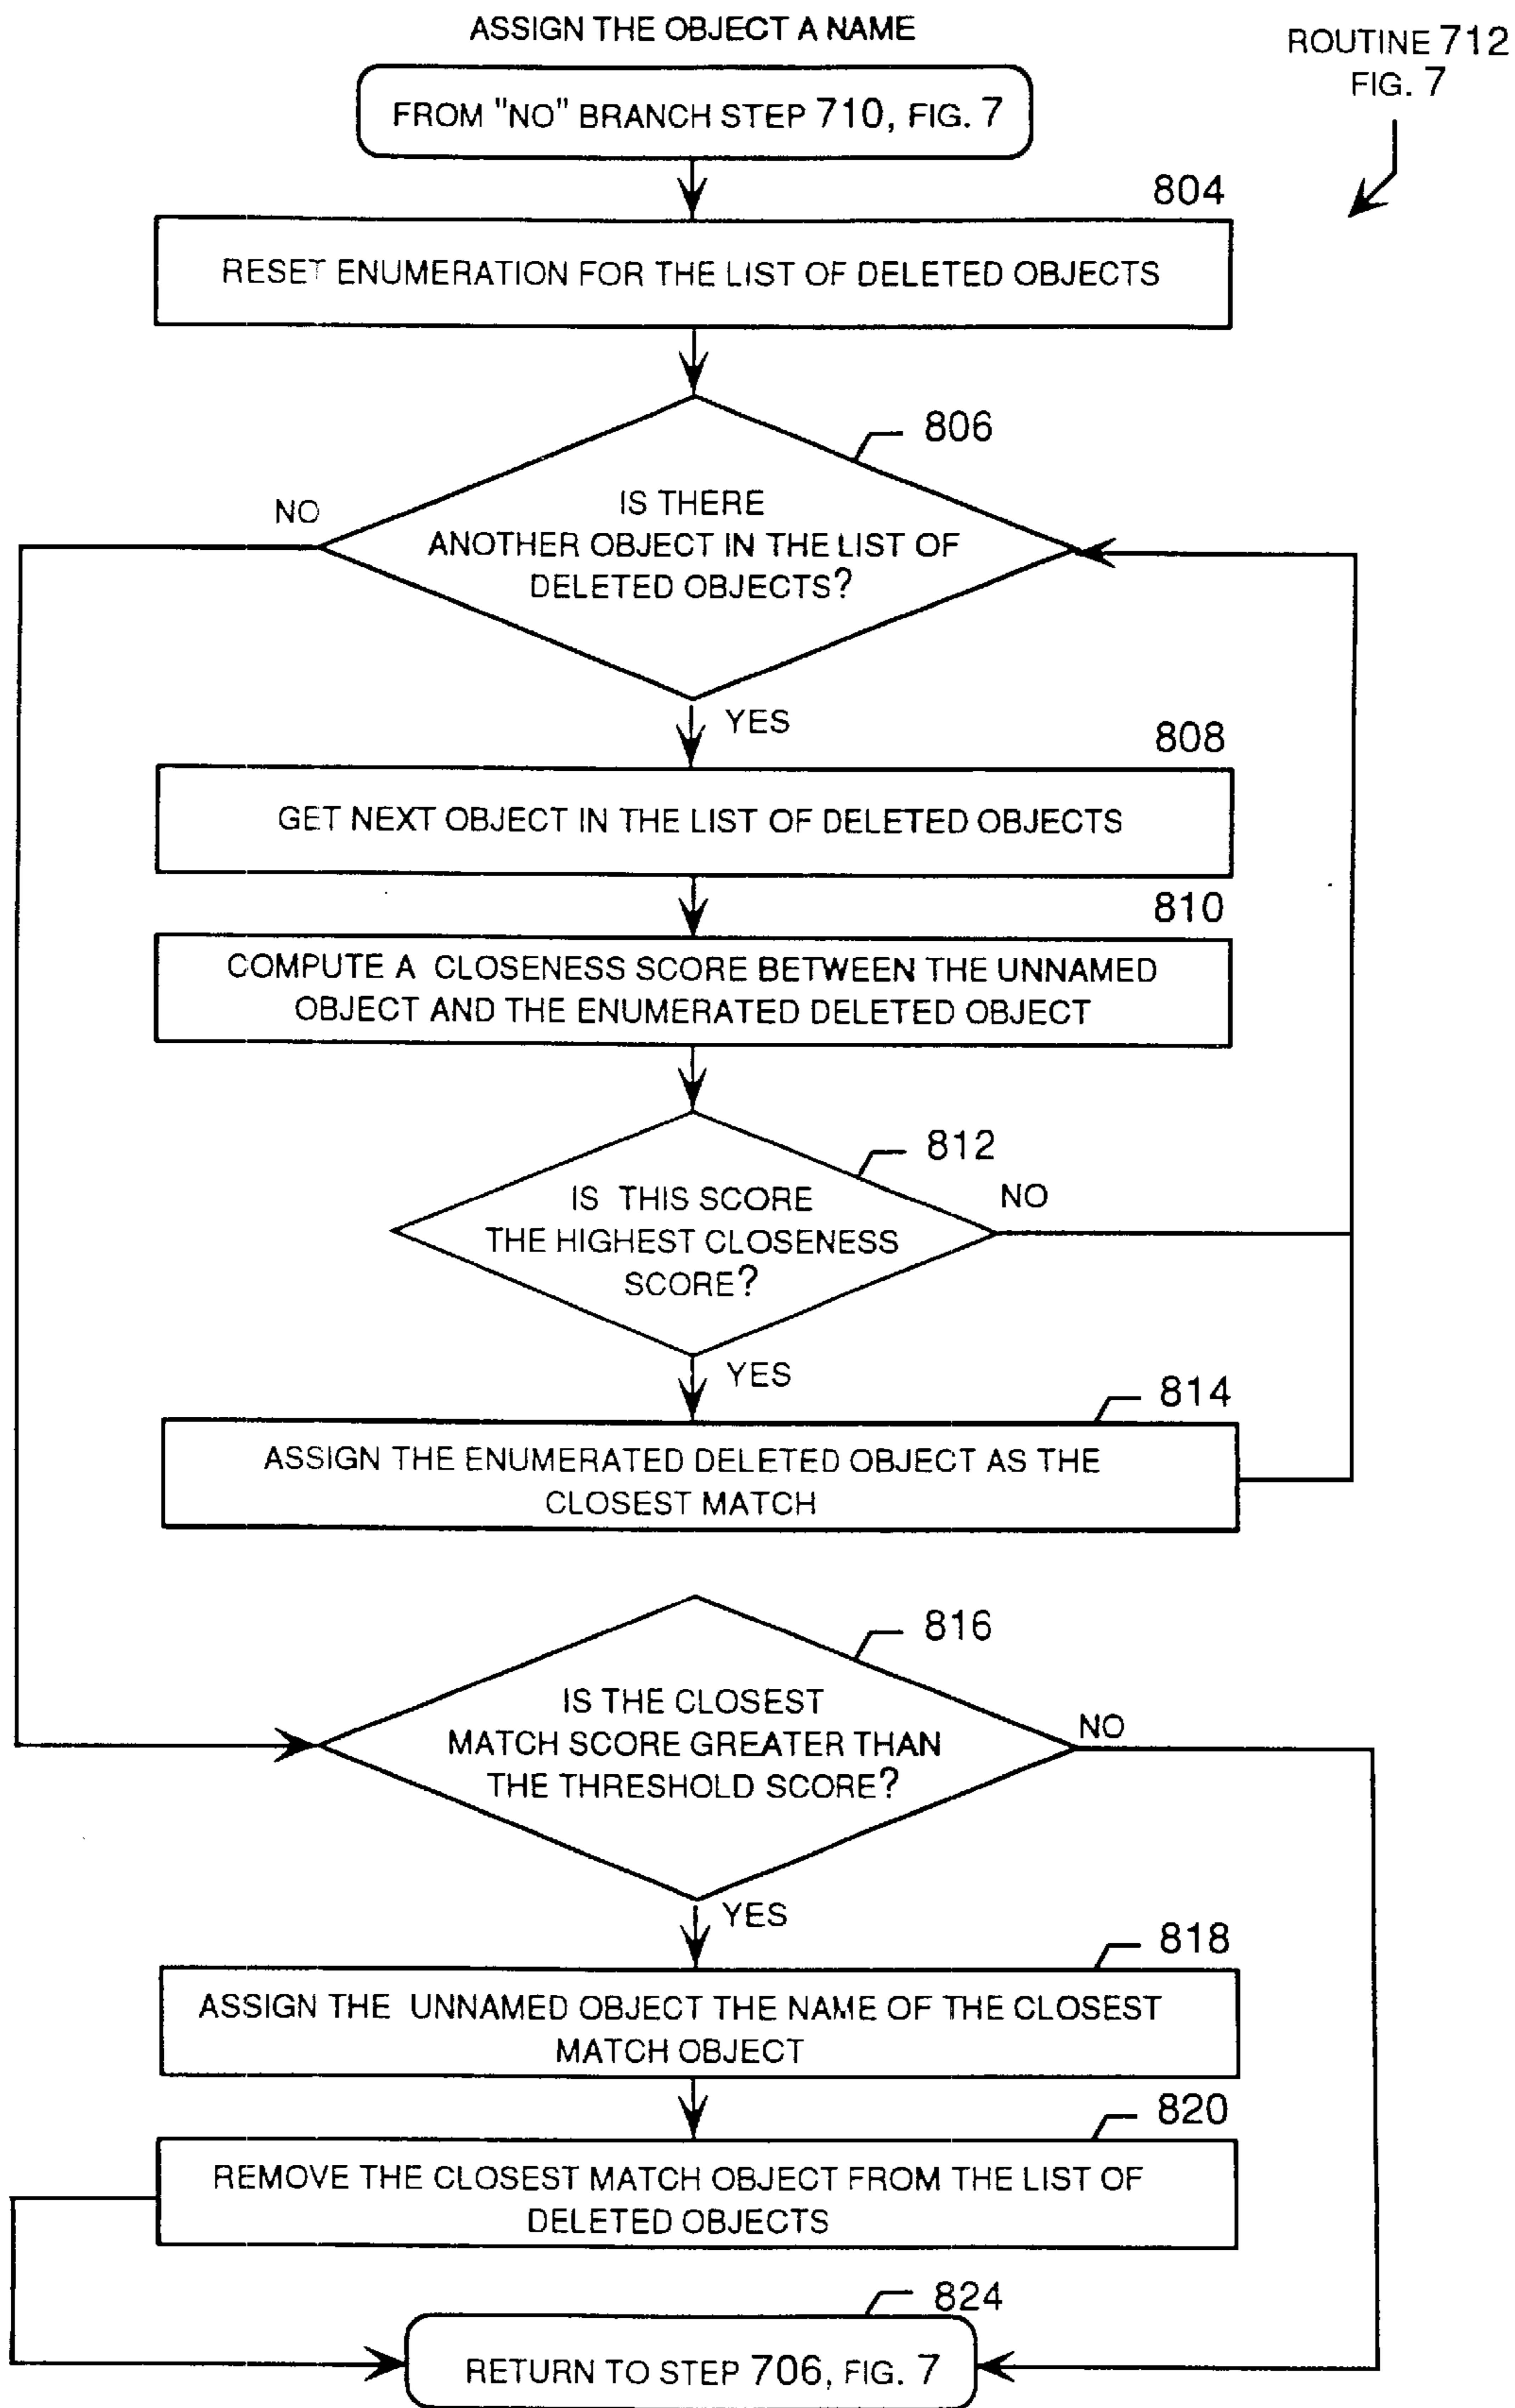 ASSIGN THE OBJECT A NAME
ROUTINE 712
FIG. 7
FROM "NO" BRANCH STEP 710, FIG. 7
804
RESET ENUMERATION FOR THE LIST OF DELETED OBJECTS
806
NO
IS THERE
ANOTHER OBJECT IN THE LIST OF
DELETED OBJECTS?
YES
808
GET NEXT OBJECT IN THE LIST OF DELETED OBJECTS
810
COMPUTE A CLOSENESS SCORE BETWEEN THE UNNAMED
OBJECT AND THE ENUMERATED DELETED OBJECT
812
NO
IS THIS SCORE
THE HIGHEST CLOSENESS
SCORE?
YES
814
ASSIGN THE ENUMERATED DELETED OBJECT AS THE
CLOSEST MATCH
816
IS THE CLOSEST
MATCH SCORE GREATER THAN
THE THRESHOLD SCORE?
NO
YES
818
ASSIGN THE UNNAMED OBJECT THE NAME OF THE CLOSEST
MATCH OBJECT
820
REMOVE THE CLOSEST MATCH OBJECT FROM THE LIST OF
DELETED OBJECTS
824
RETURN TO STEP 706, FIG. 7